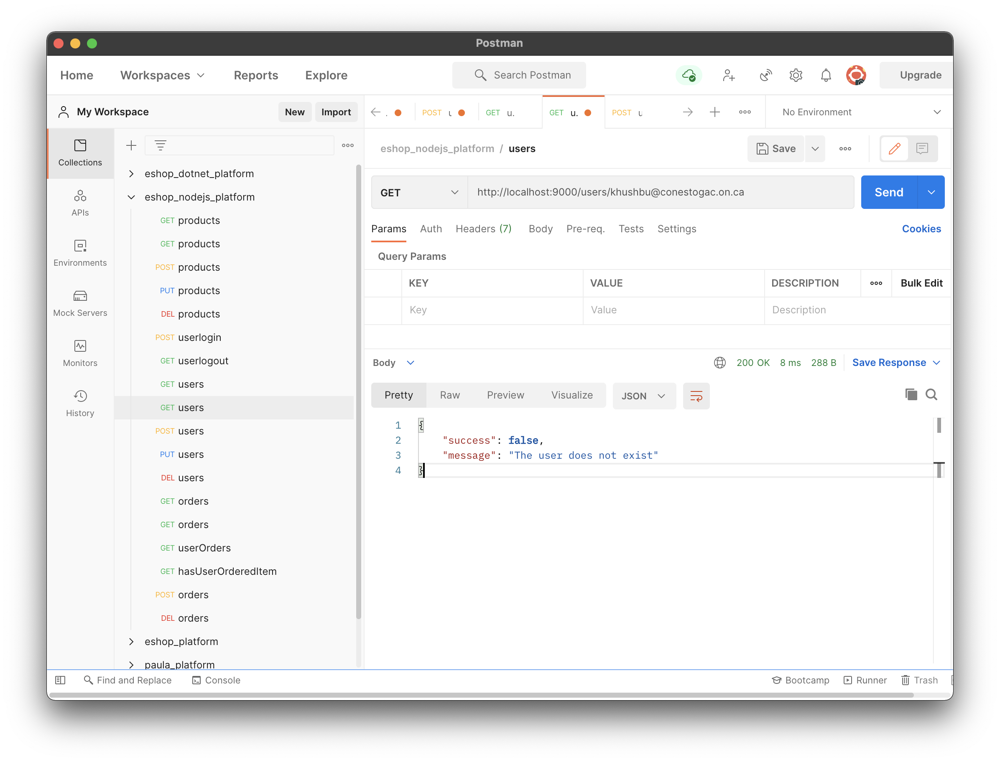 Postman
Home Workspaces Reports Explore Search Postman Upgrade
My Workspace New Import
. POST GET u. GET u. POST No Environment
Collections
APIs
Environments
Mock Servers
Monitors
History
eshop_dotnet_platform
eshop_nodejs_platform
GET products
GET products
POST products
PUT products
DEL products
POST userlogin
GET userlogout
GET users
GET users
POST users
PUT users
DEL users
GET orders
GET orders
GET userOrders
GET hasUserOrderedItem
POST orders
DEL orders
eshop_platform
paula_platform
eshop_nodejs_platform / users Save
GET http://localhost:9000/users/khushbu@conestogac.on.ca Send
Params Auth Headers (7) Body Pre-req. Tests Settings Cookies
Query Params
KEY VALUE DESCRIPTION Bulk Edit
Key Value Description
Body 200 OK 8 ms 288 B Save Response
Pretty Raw Preview Visualize JSON
1 {
2 "success": false,
3 "message": "The user does not exist"
4 }
Find and Replace Console Bootcamp Runner Trash